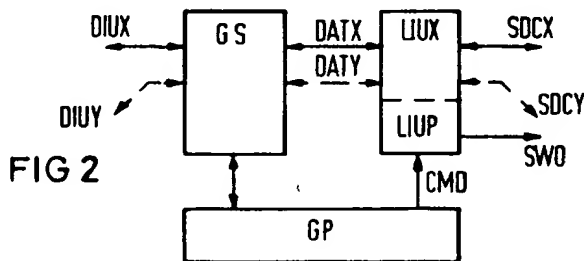 DIUX
GS
DATX
LIUX
SDCX
DATY
DIUY
SDCY
LIUP
SWO
FIG 2
CMD
GP